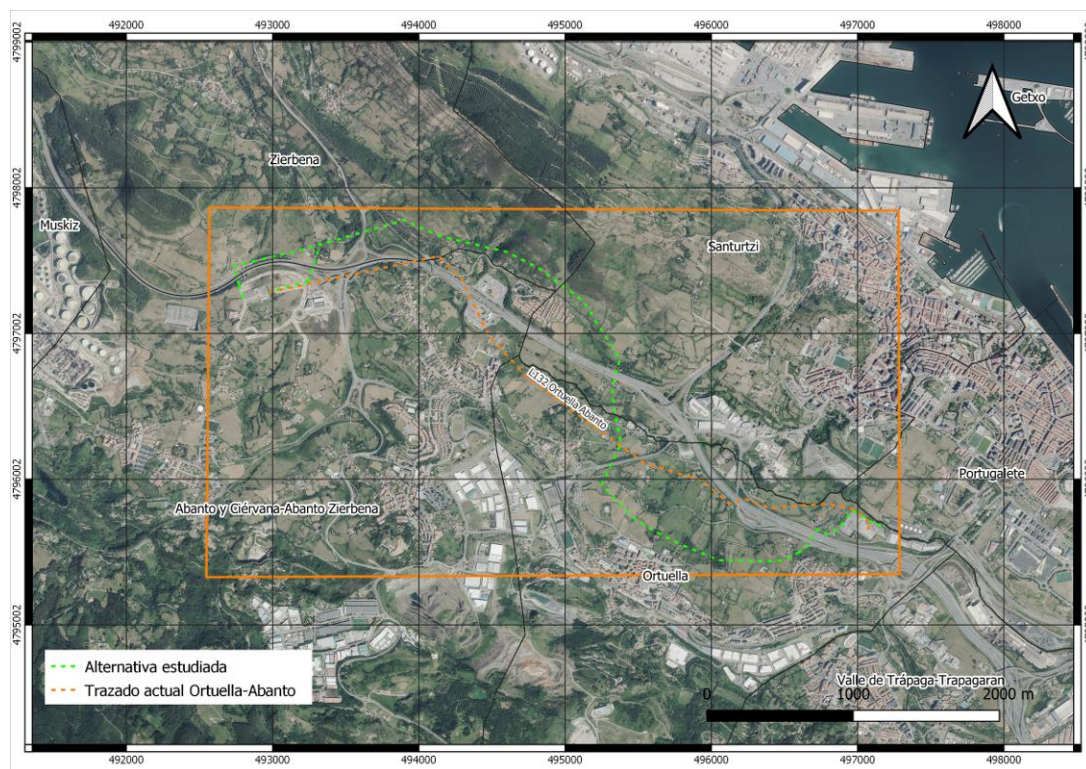 492000 493000 494000 495000 496000 497000 498000
4799002
Getxo
Zierbena
4798002
Muskiz
Santurtzi
4797002
L132 Ortuella Abanto
4796002
Portugalete
Abanto y Ciérvana-Abanto Zierbena
Ortuella
4795002
Alternativa estudiada
Trazado actual Ortuella-Abanto
Valle de Trápaga-Trapagaran
0 1000 2000 m
492000 493000 494000 495000 496000 497000 498000